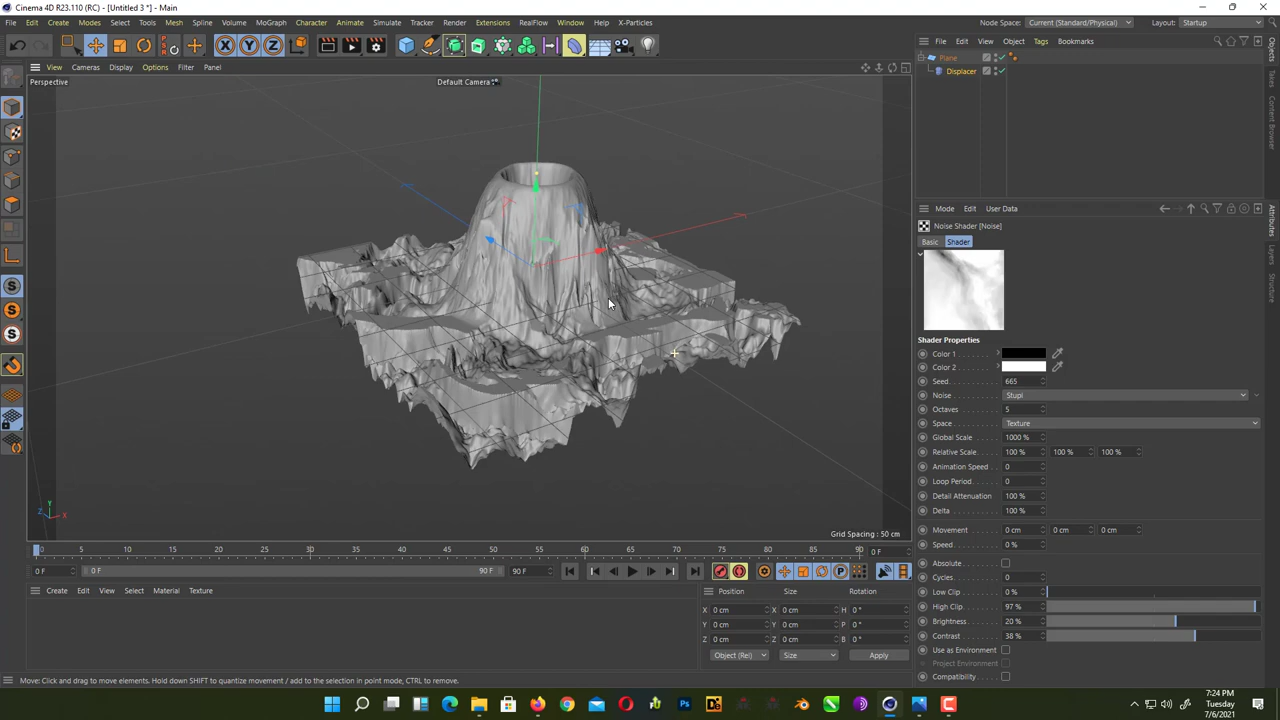 Cinema 4D R23.110 (RC) - [Untitled 3 *] - Main
File Edit Create Modes Select Tools Mesh Spline Volume MoGraph Character Animate Simulate Tracker Render Extensions Window RealFlow Help X-Particles Node Space: Current (Standard/Physical) Layout: Startup
X Y Z
File Edit View Object Tags Bookmarks
View Cameras Display Options Filter Panel
Perspective Default Camera
Plane
Displacer
Objects
Takes
Content Browser
Mode Edit User Data
Noise Shader [Noise]
Basic Shader
Attributes
Layers
Structure
Shader Properties
Color 1
Color 2
Seed 665
Noise Stupl
Octaves 5
Space Texture
Global Scale 1000 %
Relative Scale 100 % 100 % 100 %
Animation Speed 0
Loop Period 0
Detail Attenuation 100 %
Delta 100 %
Movement 0 cm 0 cm 0 cm
Speed 0 %
Absolute
Cycles 0
Low Clip 0 %
High Clip 97 %
Brightness 20 %
Contrast 38 %
Use as Environment
Project Environment
Compatibility
Y
Z X
Grid Spacing : 50 cm
0 5 10 15 20 25 30 35 40 45 50 55 60 65 70 75 80 85 90 0 F
0 F 0 F 90 F 90 F
Create Edit View Select Material Texture
Position Size Rotation
X 0 cm X 0 cm H 0 °
Y 0 cm Y 0 cm P 0 °
Z 0 cm Z 0 cm B 0 °
Object (Rel) Size Apply
Move: Click and drag to move elements. Hold down SHIFT to quantize movement / add to the selection in point mode, CTRL to remove.
7:24 PM
Tuesday
7/6/2021